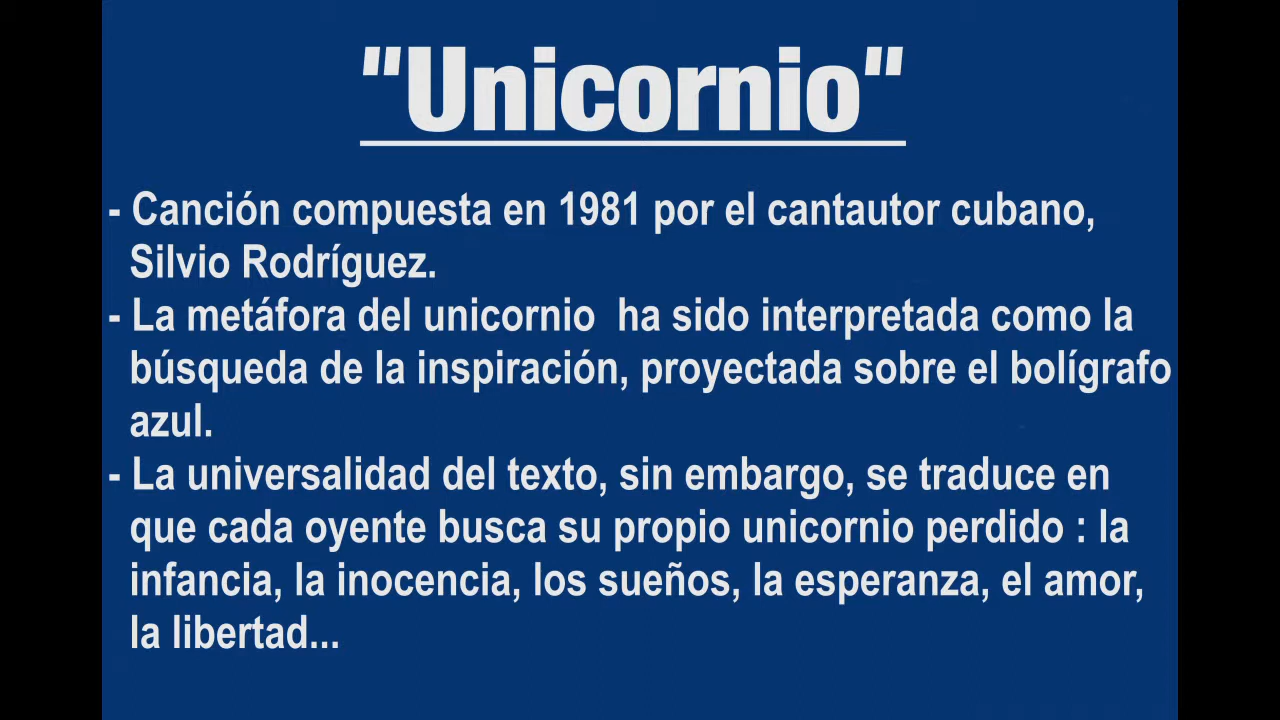 "Unicornio"
- Canción compuesta en 1981 por el cantautor cubano,
Silvio Rodríguez.
- La metáfora del unicornio  ha sido interpretada como la
búsqueda de la inspiración, proyectada sobre el bolígrafo
azul.
- La universalidad del texto, sin embargo, se traduce en
que cada oyente busca su propio unicornio perdido : la
infancia, la inocencia, los sueños, la esperanza, el amor,
la libertad...